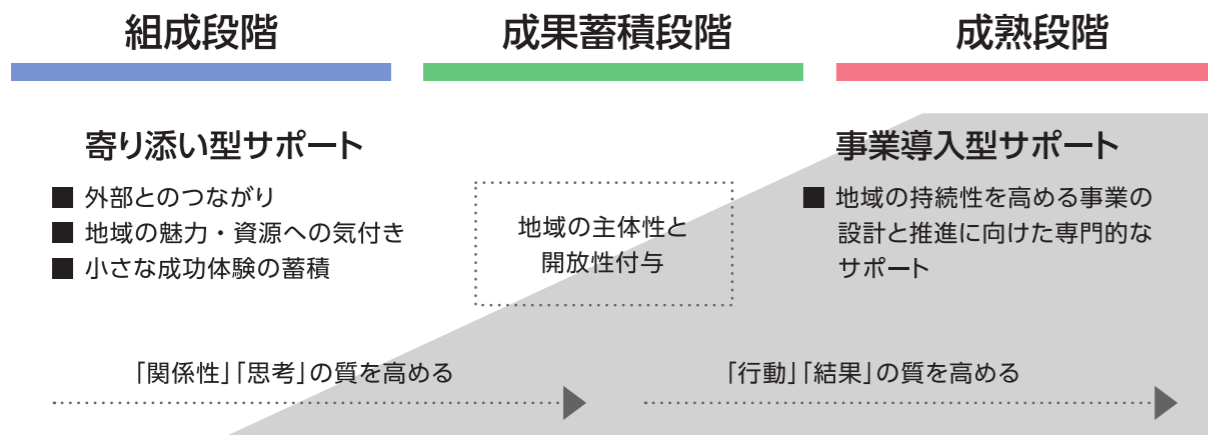 組成段階
成果蓄積段階
成熟段階
寄り添い型サポート
■ 外部とのつながり
■ 地域の魅力・資源への気付き
■ 小さな成功体験の蓄積
地域の主体性と
開放性付与
事業導入型サポート
■ 地域の持続性を高める事業の
設計と推進に向けた専門的な
サポート
「関係性」「思考」の質を高める
「行動」「結果」の質を高める